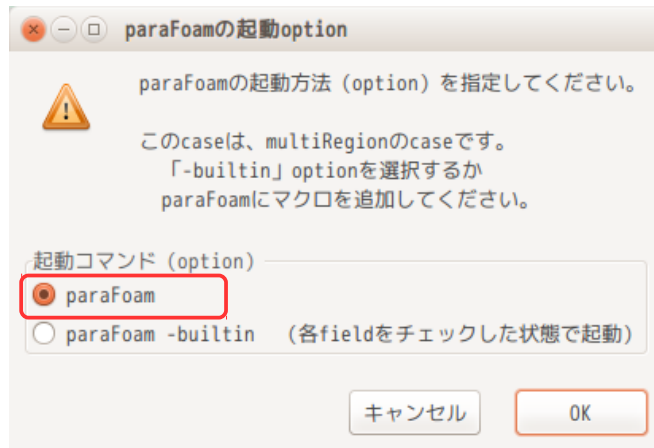 paraFoamの起動option
paraFoamの起動方法 (option) を指定してください。
このcaseは、multiRegionのcaseです。
「-builtin」optionを選択するか
paraFoamにマクロを追加してください。
起動コマンド (option)
paraFoam
paraFoam -builtin (各fieldをチェックした状態で起動)
キャンセル
OK